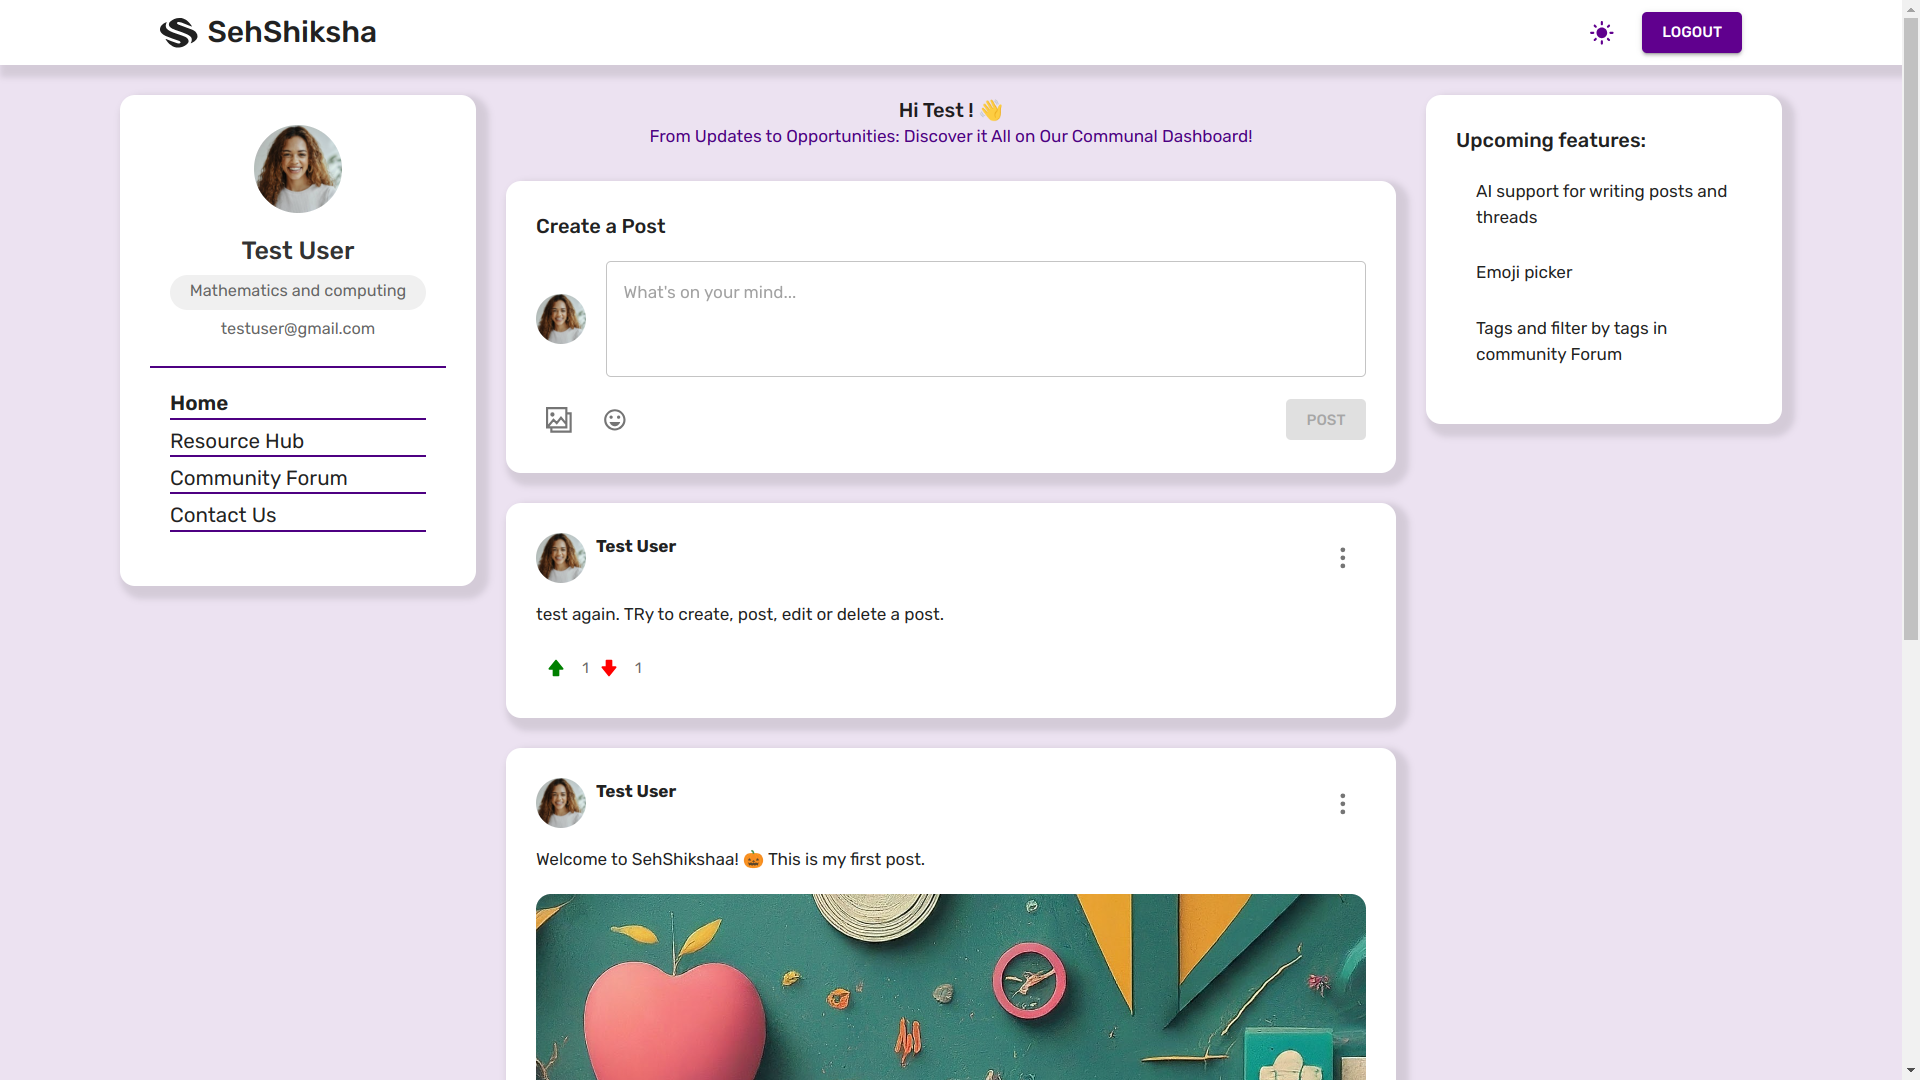 SehShiksha
LOGOUT
Test User
Mathematics and computing
testuser@gmail.com
Home
Resource Hub
Community Forum
Contact Us
Hi Test ! 👋
From Updates to Opportunities: Discover it All on Our Communal Dashboard!
Create a Post
What's on your mind...
POST
Test User
test again. TRy to create, post, edit or delete a post.
1 1
Test User
Welcome to SehShikshaa! 🎃 This is my first post.
Upcoming features:
AI support for writing posts and
threads
Emoji picker
Tags and filter by tags in
community Forum